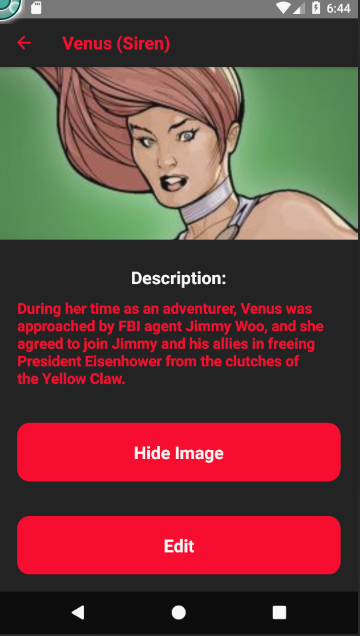 6:44
Venus (Siren)
Description:
During her time as an adventurer, Venus was
approached by FBI agent Jimmy Woo, and she
agreed to join Jimmy and his allies in freeing
President Eisenhower from the clutches of
the Yellow Claw.
Hide Image
Edit